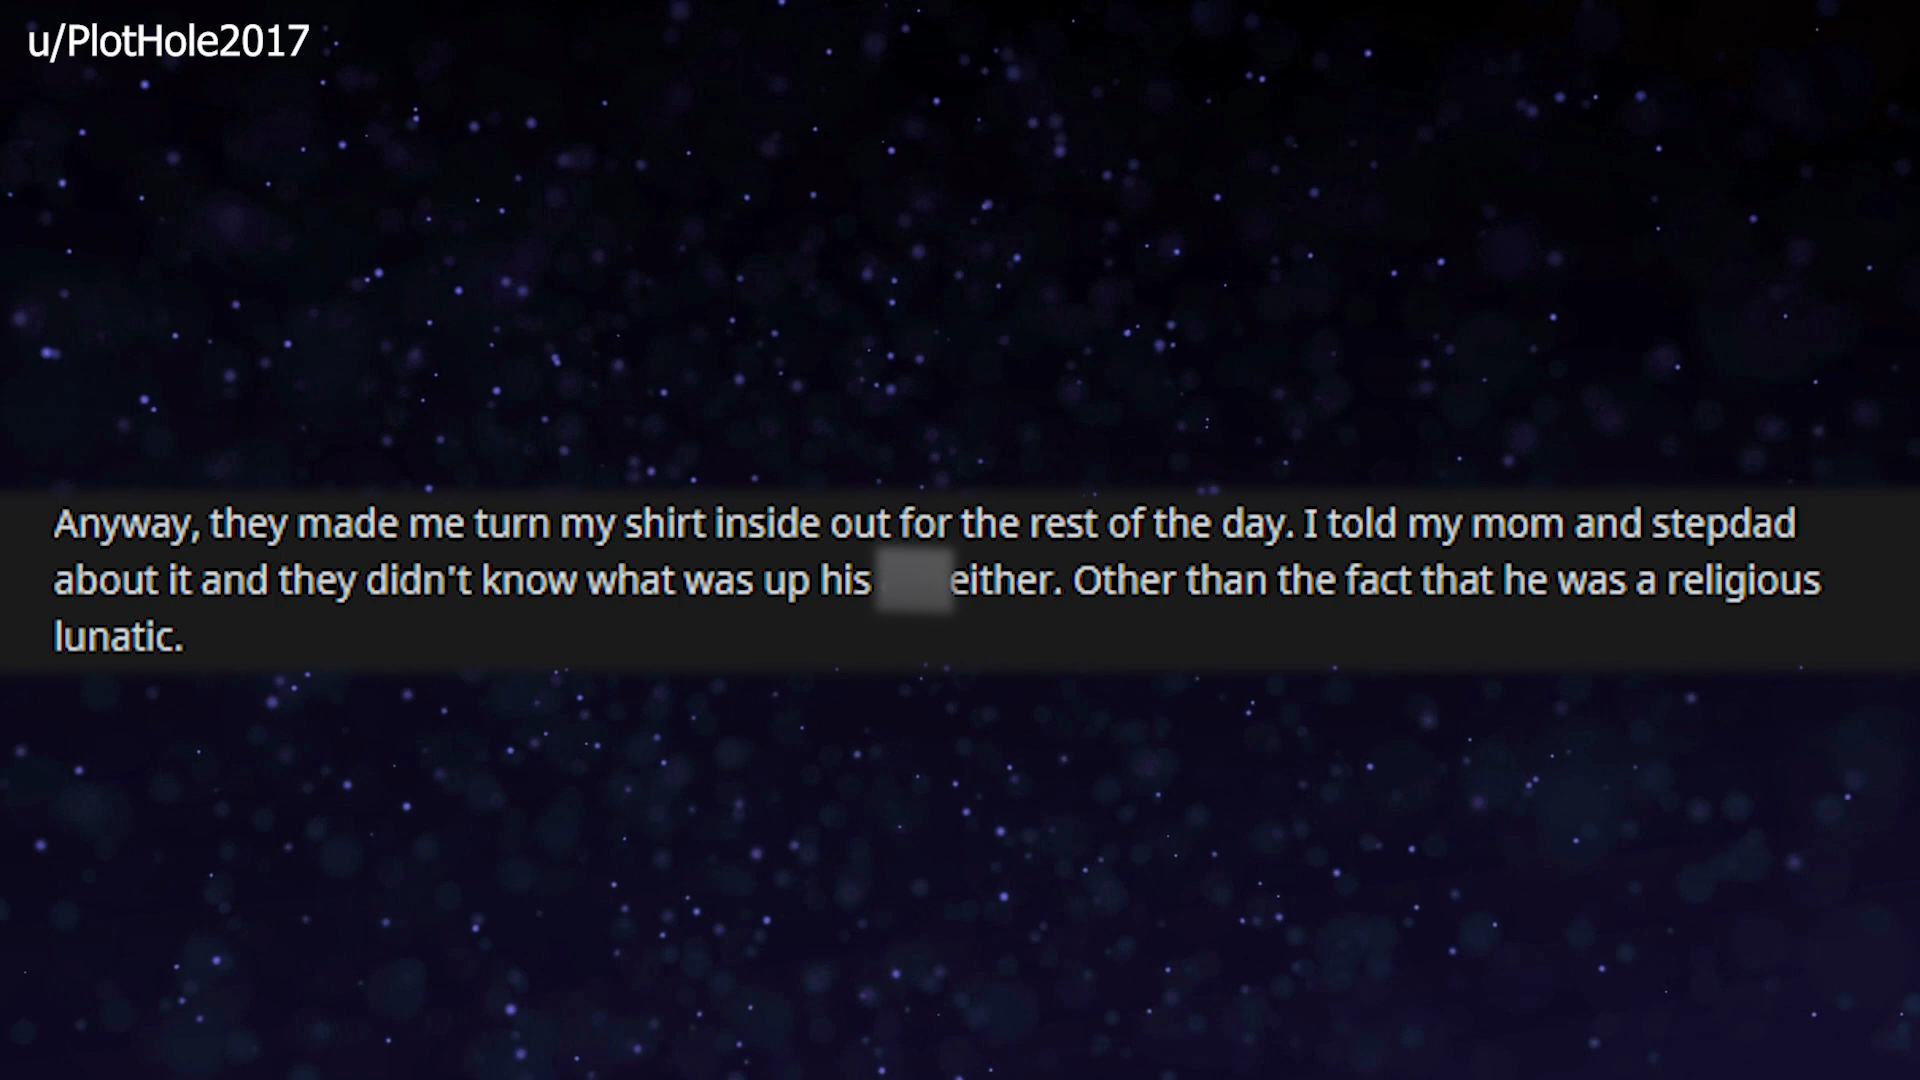 u/PlotHole2017
Anyway, they made me turn my shirt inside out for the rest of the day. I told my mom and stepdad
about it and they didn't know what was up his either. Other than the fact that he was a religious
lunatic.